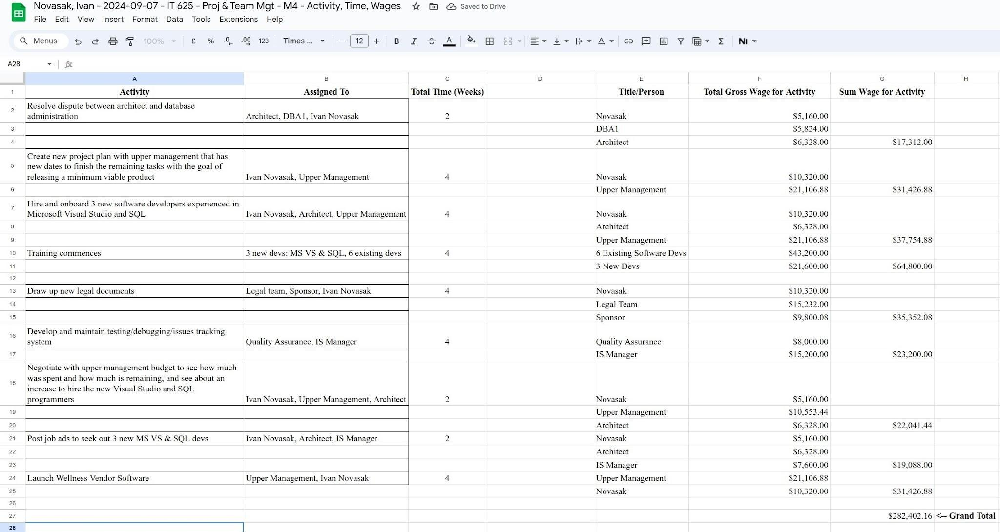 Novasak, Ivan - 2024-09-07 - IT 625 - Proj & Team Mgt - M4 - Activity, Time, Wages Saved to Drive
File Edit View Insert Format Data Tools Extensions Help
Menus 100% £ % .0 .00 123 Times ... 12 B I A
A28 fx
A B C D E F G H
1 Activity Assigned To Total Time (Weeks) Title/Person Total Gross Wage for Activity Sum Wage for Activity
Resolve dispute between architect and database
2 administration Architect, DBA1, Ivan Novasak 2 Novasak $5,160.00
3 DBA1 $5,824.00
4 Architect $6,328.00 $17,312.00
Create new project plan with upper management that has
5 new dates to finish the remaining tasks with the goal of
releasing a minimum viable product Ivan Novasak, Upper Management 4 Novasak $10,320.00
6 Upper Management $21,106.88 $31,426.88
Hire and onboard 3 new software developers experienced in
7 Microsoft Visual Studio and SQL Ivan Novasak, Architect, Upper Management 4 Novasak $10,320.00
8 Architect $6,328.00
9 Upper Management $21,106.88 $37,754.88
10 Training commences 3 new devs: MS VS & SQL, 6 existing devs 4 6 Existing Software Devs $43,200.00
11 3 New Devs $21,600.00 $64,800.00
12
13 Draw up new legal documents Legal team, Sponsor, Ivan Novasak 4 Novasak $10,320.00
14 Legal Team $15,232.00
15 Sponsor $9,800.08 $35,352.08
Develop and maintain testing/debugging/issues tracking
16 system Quality Assurance, IS Manager 4 Quality Assurance $8,000.00
17 IS Manager $15,200.00 $23,200.00
Negotiate with upper management budget to see how much
was spent and how much is remaining, and see about an
18 increase to hire the new Visual Studio and SQL
programmers Ivan Novasak, Upper Management, Architect 2 Novasak $5,160.00
19 Upper Management $10,553.44
20 Architect $6,328.00 $22,041.44
21 Post job ads to seek out 3 new MS VS & SQL devs Ivan Novasak, Architect, IS Manager 2 Novasak $5,160.00
22 Architect $6,328.00
23 IS Manager $7,600.00 $19,088.00
24 Launch Wellness Vendor Software Upper Management, Ivan Novasak 4 Upper Management $21,106.88
25 Novasak $10,320.00 $31,426.88
26
27 $282,402.16 <-- Grand Total
28